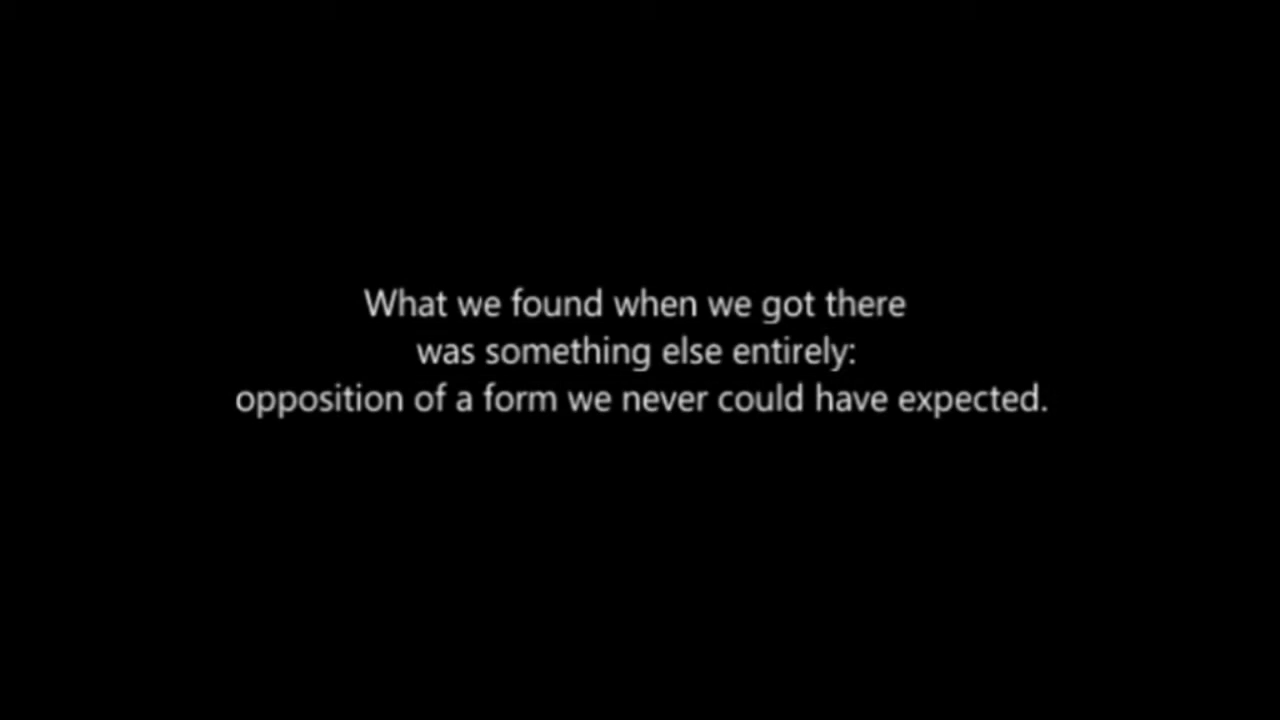 What we found when we got there
was something else entirely:
opposition of a form we never could have expected.